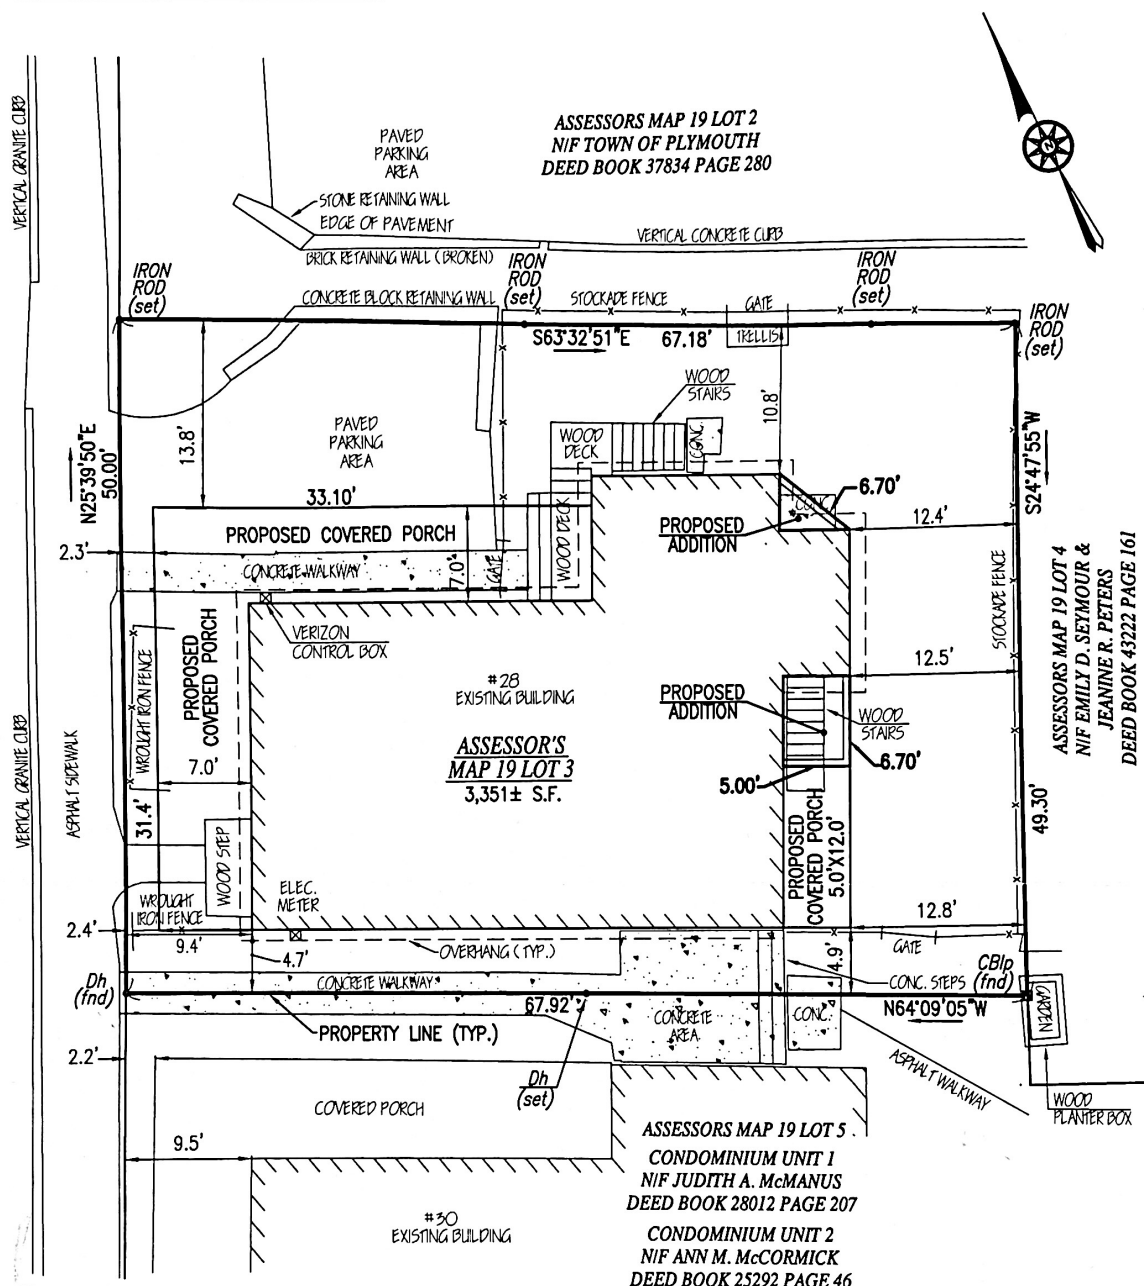 ASSESSORS MAP 19 LOT 2
N/F TOWN OF PLYMOUTH
DEED BOOK 37834 PAGE 280
N
PAVED
PARKING
AREA
VERTICAL GRANITE CURB
STONE RETAINING WALL
EDGE OF PAVEMENT
VERTICAL CONCRETE CURB
BRICK RETAINING WALL (BROKEN)
IRON
ROD
(set)
IRON
ROD
(set)
IRON
ROD
(set)
IRON
ROD
(set)
CONCRETE BLOCK RETAINING WALL
STOCKADE FENCE
GATE
TRELLIS
S63°32'51"E
67.18'
WOOD
STAIRS
10.8'
N25°39'50"E
50.00'
13.8'
PAVED
PARKING
AREA
WOOD
DECK
CONC.
S24°47'55"W
33.10'
6.70'
CONC.
PROPOSED
ADDITION
12.4'
PROPOSED COVERED PORCH
WOOD DECK
2.3'
CONCRETE WALKWAY
7.0'
GATE
VERIZON
CONTROL BOX
STOCKADE FENCE
ASSESSORS MAP 19 LOT 4
N/F EMILY D. SEYMOUR &
JEANINE R. PETERS
DEED BOOK 43222 PAGE 161
WROUGHT IRON FENCE
PROPOSED
COVERED PORCH
#28
EXISTING BUILDING
12.5'
PROPOSED
ADDITION
WOOD
STAIRS
ASSESSOR'S
MAP 19 LOT 3
3,351± S.F.
6.70'
5.00'
7.0'
VERTICAL GRANITE CURB
ASPHALT SIDEWALK
31.4'
49.30'
WOOD STEP
PROPOSED
COVERED PORCH
5.0'X12.0'
ELEC.
METER
WROUGHT
IRON FENCE
12.8'
2.4'
9.4'
4.7'
OVERHANG (TYP.)
4.9'
GATE
Dh
(fnd)
CONCRETE WALKWAY
CONC. STEPS
CBlp
(fnd)
67.92'
N64°09'05"W
PROPERTY LINE (TYP.)
CONCRETE
AREA
CONC.
GARDEN
2.2'
Dh
(set)
ASPHALT WALKWAY
WOOD
PLANTER BOX
COVERED PORCH
9.5'
ASSESSORS MAP 19 LOT 5
CONDOMINIUM UNIT 1
N/F JUDITH A. McMANUS
DEED BOOK 28012 PAGE 207
#30
EXISTING BUILDING
CONDOMINIUM UNIT 2
N/F ANN M. McCORMICK
DEED BOOK 25292 PAGE 46